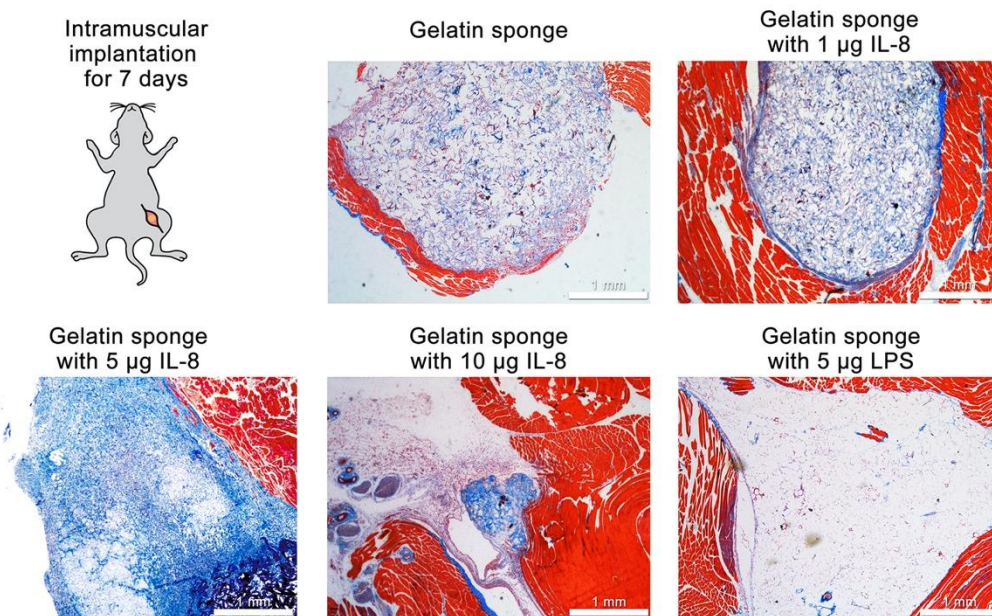 Intramuscular
implantation
for 7 days
Gelatin sponge
1 mm
Gelatin sponge
with 1 µg IL-8
1 mm
Gelatin sponge
with 5 µg IL-8
1 mm
Gelatin sponge
with 10 µg IL-8
1 mm
Gelatin sponge
with 5 µg LPS
1 mm